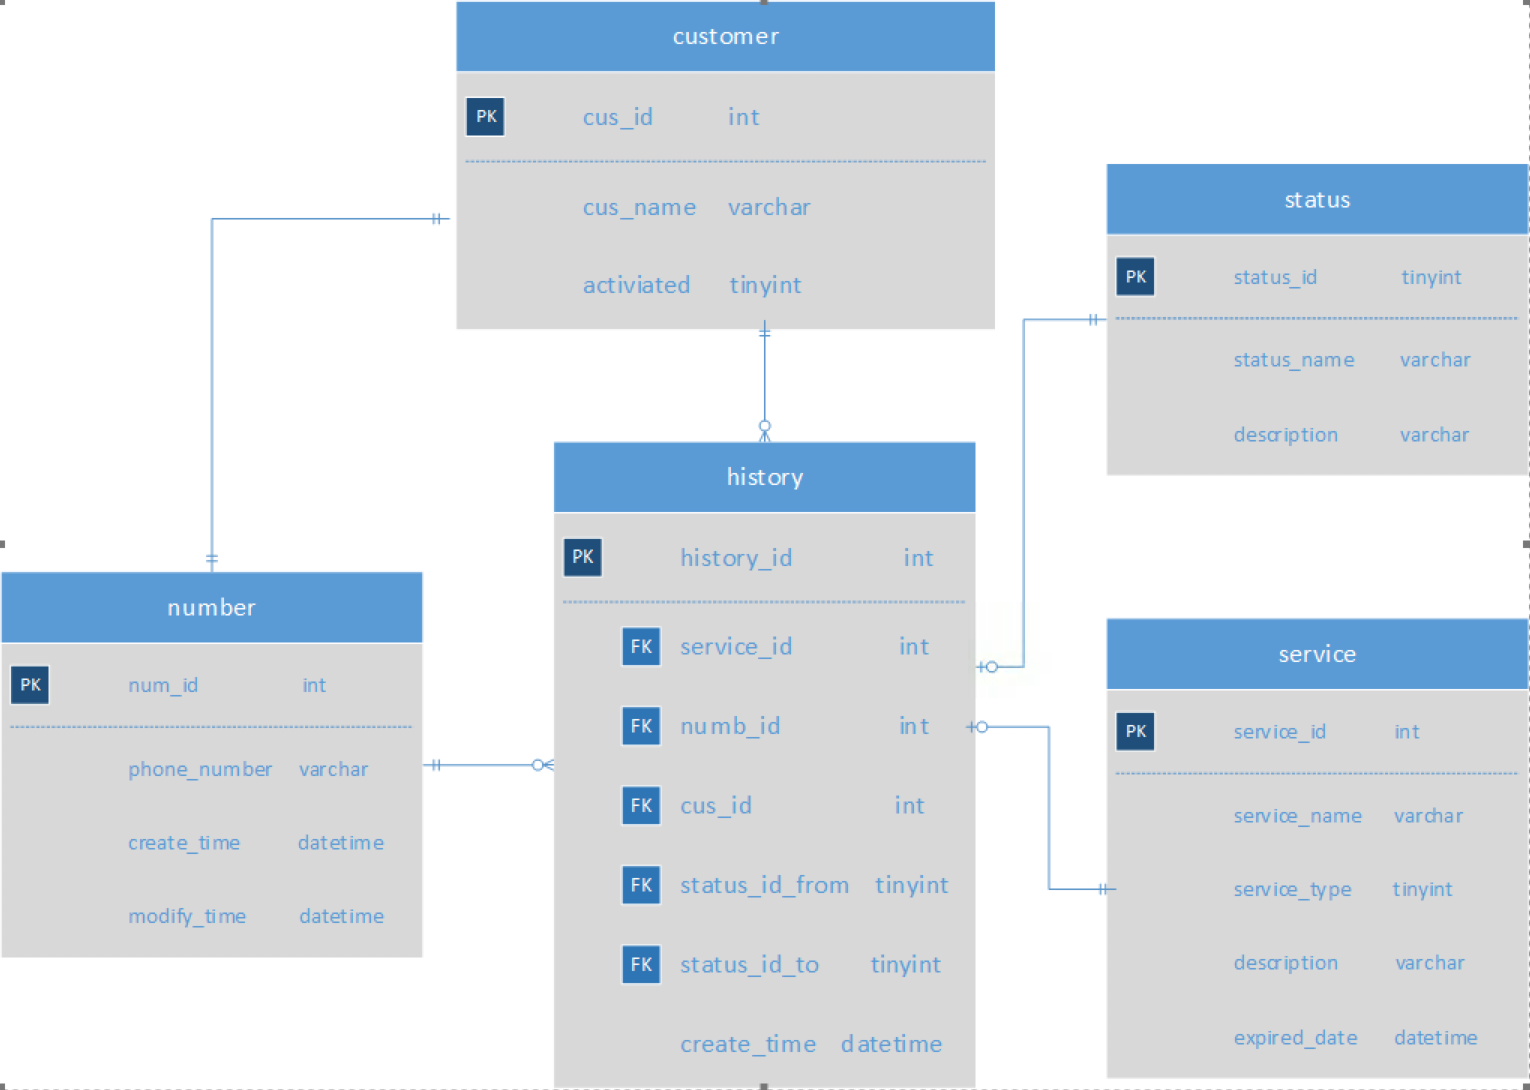 customer
PK cus_id int
cus_name varchar
activiated tinyint
status
PK status_id tinyint
status_name varchar
description varchar
history
PK history_id int
FK service_id int
FK numb_id int
FK cus_id int
FK status_id_from tinyint
FK status_id_to tinyint
create_time datetime
number
PK num_id int
phone_number varchar
create_time datetime
modify_time datetime
service
PK service_id int
service_name varchar
service_type tinyint
description varchar
expired_date datetime